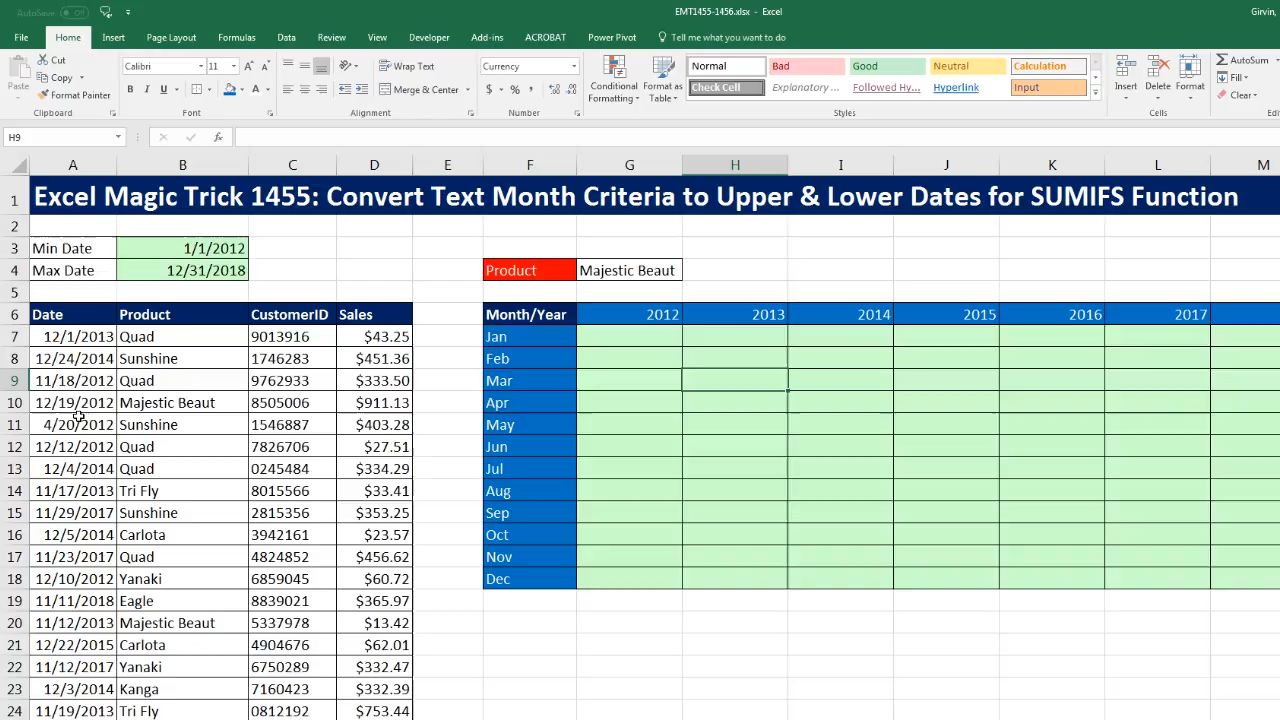 AutoSave Off
EMT1455-1456.xlsx - Excel
Girvin,
File Home Insert Page Layout Formulas Data Review View Developer Add-ins ACROBAT Power Pivot Tell me what you want to do
Paste
Cut
Copy
Format Painter
Clipboard
Calibri 11
B I U
Font
Wrap Text
Merge & Center
Alignment
Currency
$ % ,
Number
Conditional Formatting
Format as Table
Normal Bad Good Neutral Calculation
Check Cell Explanatory ... Followed Hy... Hyperlink Input
Styles
Insert Delete Format
Cells
AutoSum
Fill
Clear
H9
fx
A B C D E F G H I J K L M
1 Excel Magic Trick 1455: Convert Text Month Criteria to Upper & Lower Dates for SUMIFS Function
2
3 Min Date 1/1/2012
4 Max Date 12/31/2018 Product Majestic Beaut
5
6 Date Product CustomerID Sales Month/Year 2012 2013 2014 2015 2016 2017
7 12/1/2013 Quad 9013916 $43.25 Jan
8 12/24/2014 Sunshine 1746283 $451.36 Feb
9 11/18/2012 Quad 9762933 $333.50 Mar
10 12/19/2012 Majestic Beaut 8505006 $911.13 Apr
11 4/20/2012 Sunshine 1546887 $403.28 May
12 12/12/2012 Quad 7826706 $27.51 Jun
13 12/4/2014 Quad 0245484 $334.29 Jul
14 11/17/2013 Tri Fly 8015566 $33.41 Aug
15 11/29/2017 Sunshine 2815356 $353.25 Sep
16 12/5/2014 Carlota 3942161 $23.57 Oct
17 11/23/2017 Quad 4824852 $456.62 Nov
18 12/10/2012 Yanaki 6859045 $60.72 Dec
19 11/11/2018 Eagle 8839021 $365.97
20 11/12/2013 Majestic Beaut 5337978 $13.42
21 12/22/2015 Carlota 4904676 $62.01
22 11/12/2017 Yanaki 6750289 $332.47
23 12/3/2014 Kanga 7160423 $332.39
24 11/19/2013 Tri Fly 0812192 $753.44